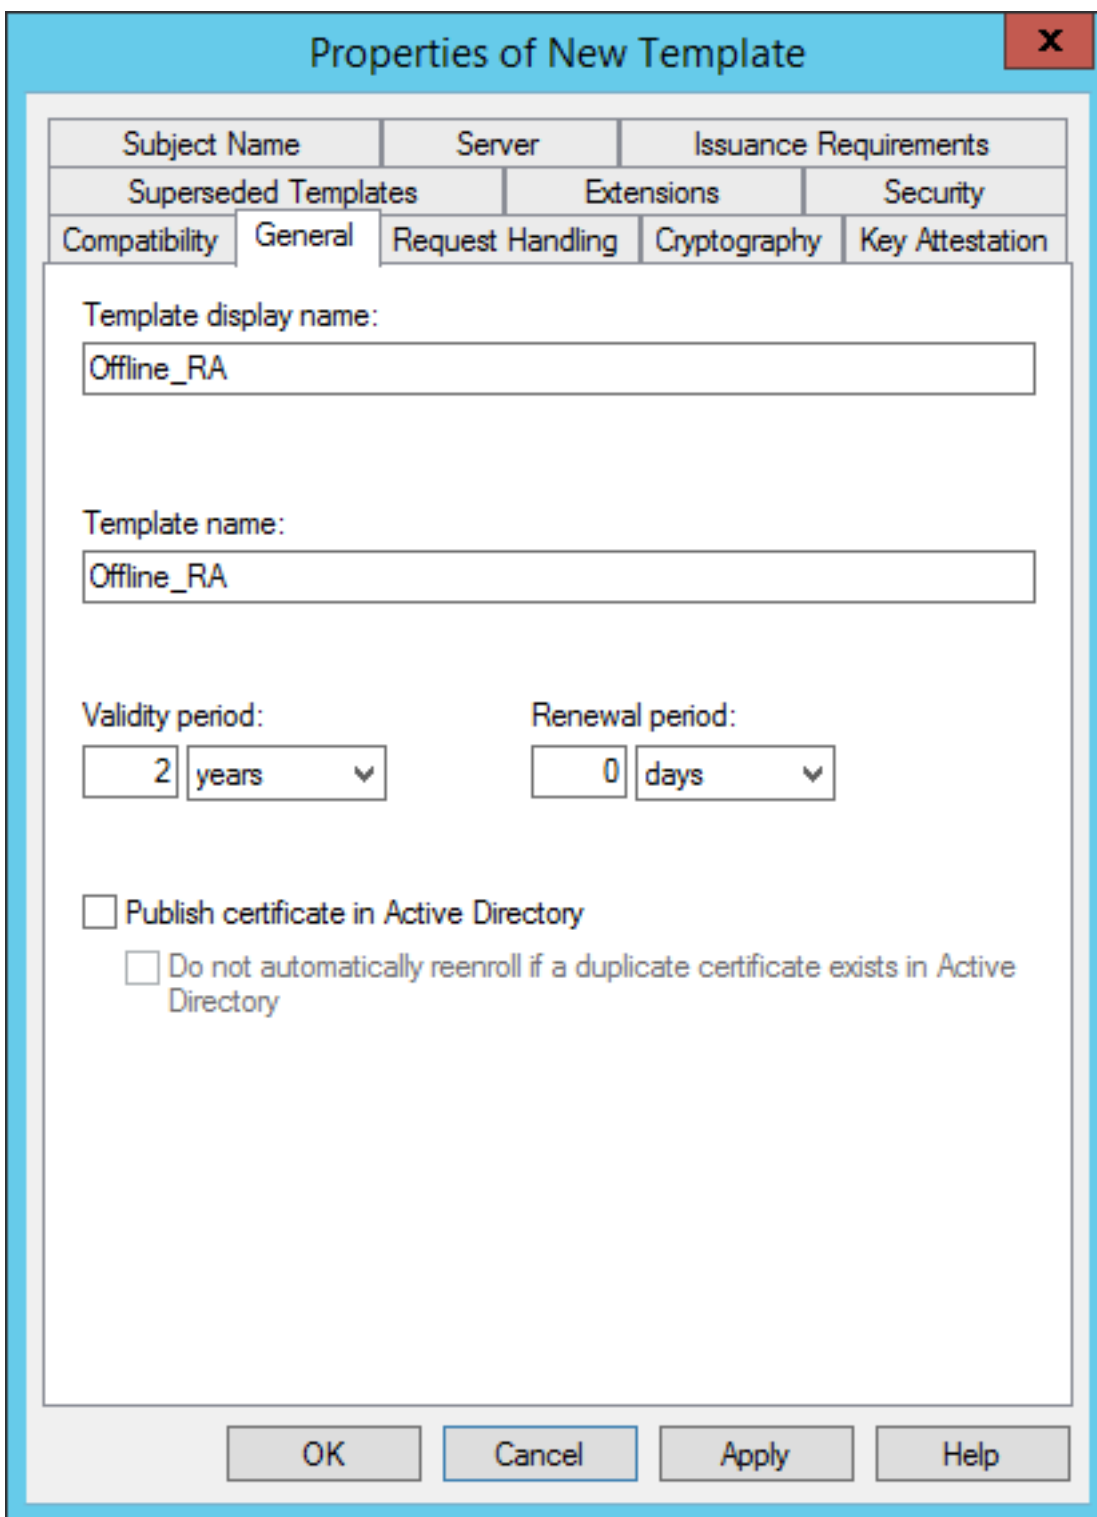 Properties of New Template
x
Subject Name Server Issuance Requirements
Superseded Templates Extensions Security
Compatibility General Request Handling Cryptography Key Attestation
Template display name:
Offline_RA
Template name:
Offline_RA
Validity period: Renewal period:
2 years 0 days
Publish certificate in Active Directory
Do not automatically reenroll if a duplicate certificate exists in Active
Directory
OK Cancel Apply Help